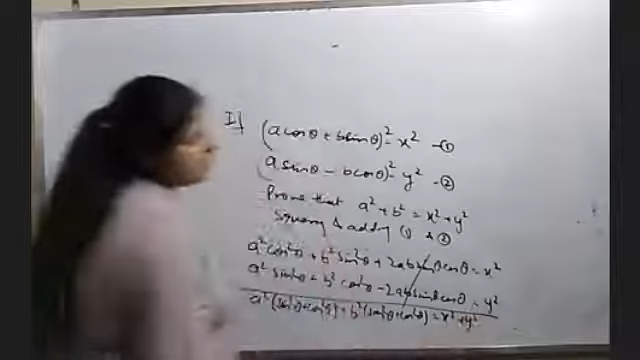 If (a cosθ + b sinθ)² = x² –①
(a sinθ – b cosθ)² = y² –②
Prove that a² + b² = x² + y²
Squaring & adding ① & ②
a² cos²θ + b² sin²θ + 2ab sinθ cosθ = x²
a² sin²θ + b² cos²θ – 2ab sinθ cosθ = y²
a² (sin²θ + cos²θ) + b² (sin²θ + cos²θ) = x² + y²